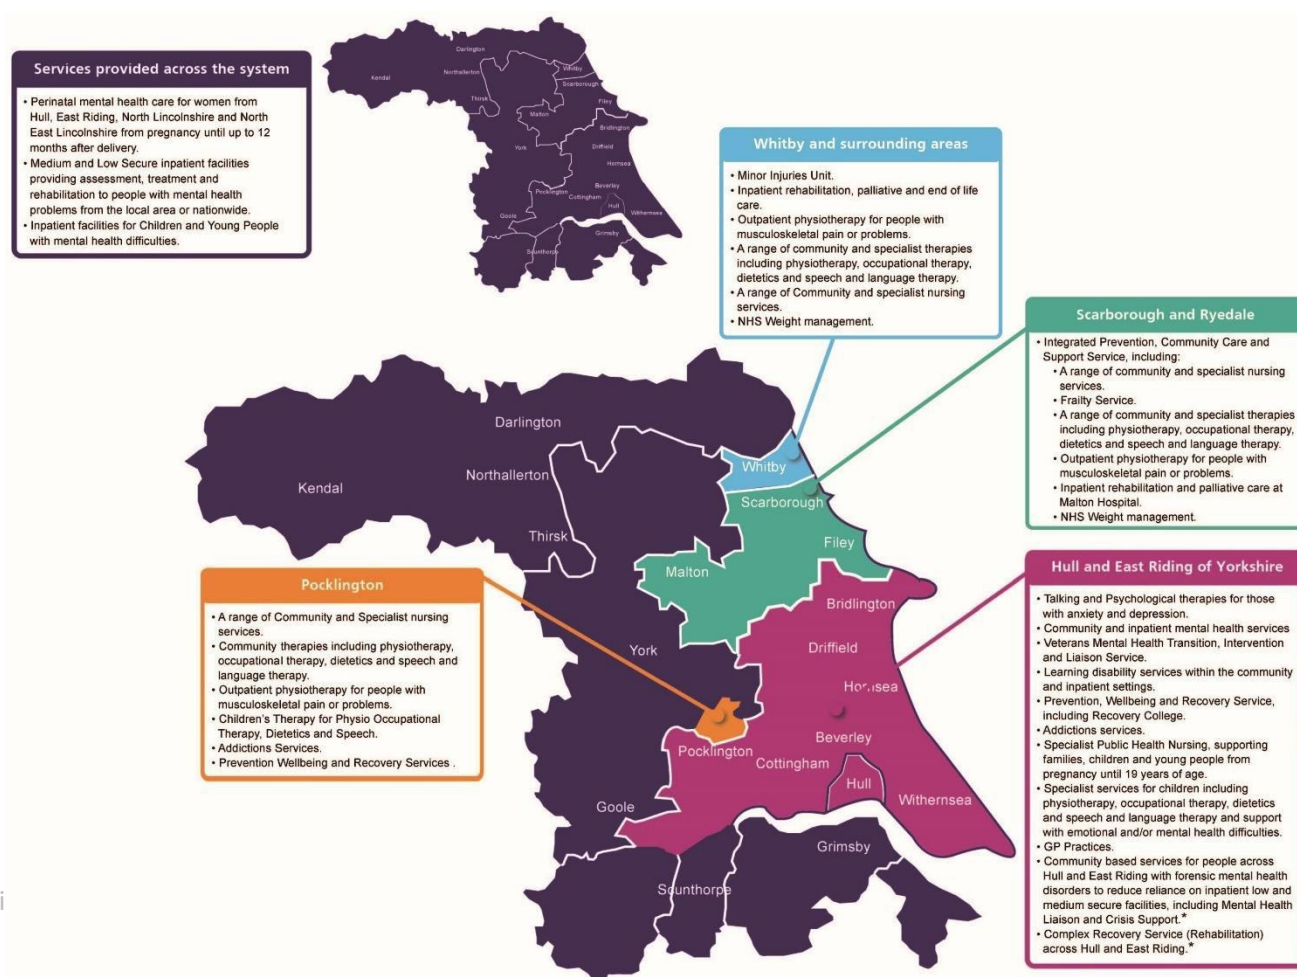 Services provided across the system
• Perinatal mental health care for women from
Hull, East Riding, North Lincolnshire and North
East Lincolnshire from pregnancy until up to 12
months after delivery.
• Medium and Low Secure inpatient facilities
providing assessment, treatment and
rehabilitation to people with mental health
problems from the local area or nationwide.
• Inpatient facilities for Children and Young People
with mental health difficulties.
Darlington
Kendal
Northallerton
Whitby
Scarborough
Thirsk
Filey
Malton
Bridlington
York
Driffield
Hornsea
Pocklington
Beverley
Cottingham
Hull
Withernsea
Goole
Grimsby
Scunthorpe
Whitby and surrounding areas
• Minor Injuries Unit.
• Inpatient rehabilitation, palliative and end of life
care.
• Outpatient physiotherapy for people with
musculoskeletal pain or problems.
• A range of community and specialist therapies
including physiotherapy, occupational therapy,
dietetics and speech and language therapy.
• A range of Community and specialist nursing
services.
• NHS Weight management.
Scarborough and Ryedale
• Integrated Prevention, Community Care and
Support Service, including:
• A range of community and specialist nursing
services.
• Frailty Service.
• A range of community and specialist therapies
including physiotherapy, occupational therapy,
dietetics and speech and language therapy.
• Outpatient physiotherapy for people with
musculoskeletal pain or problems.
• Inpatient rehabilitation and palliative care at
Malton Hospital.
• NHS Weight management.
Darlington
Northallerton
Kendal
Whitby
Scarborough
Thirsk
Filey
Malton
Bridlington
York
Driffield
Hornsea
Pocklington
Beverley
Cottingham
Hull
Withernsea
Goole
Grimsby
Scunthorpe
Pocklington
• A range of Community and Specialist nursing
services.
• Community therapies including physiotherapy,
occupational therapy, dietetics and speech and
language therapy.
• Outpatient physiotherapy for people with
musculoskeletal pain or problems.
• Children's Therapy for Physio Occupational
Therapy, Dietetics and Speech.
• Addictions Services.
• Prevention Wellbeing and Recovery Services .
Hull and East Riding of Yorkshire
• Talking and Psychological therapies for those
with anxiety and depression.
• Community and inpatient mental health services
• Veterans Mental Health Transition, Intervention
and Liaison Service.
• Learning disability services within the community
and inpatient settings.
• Prevention, Wellbeing and Recovery Service,
including Recovery College.
• Addictions services.
• Specialist Public Health Nursing, supporting
families, children and young people from
pregnancy until 19 years of age.
• Specialist services for children including
physiotherapy, occupational therapy, dietetics
and speech and language therapy and support
with emotional and/or mental health difficulties.
• GP Practices.
• Community based services for people across
Hull and East Riding with forensic mental health
disorders to reduce reliance on inpatient low and
medium secure facilities, including Mental Health
Liaison and Crisis Support.*
• Complex Recovery Service (Rehabilitation)
across Hull and East Riding.*